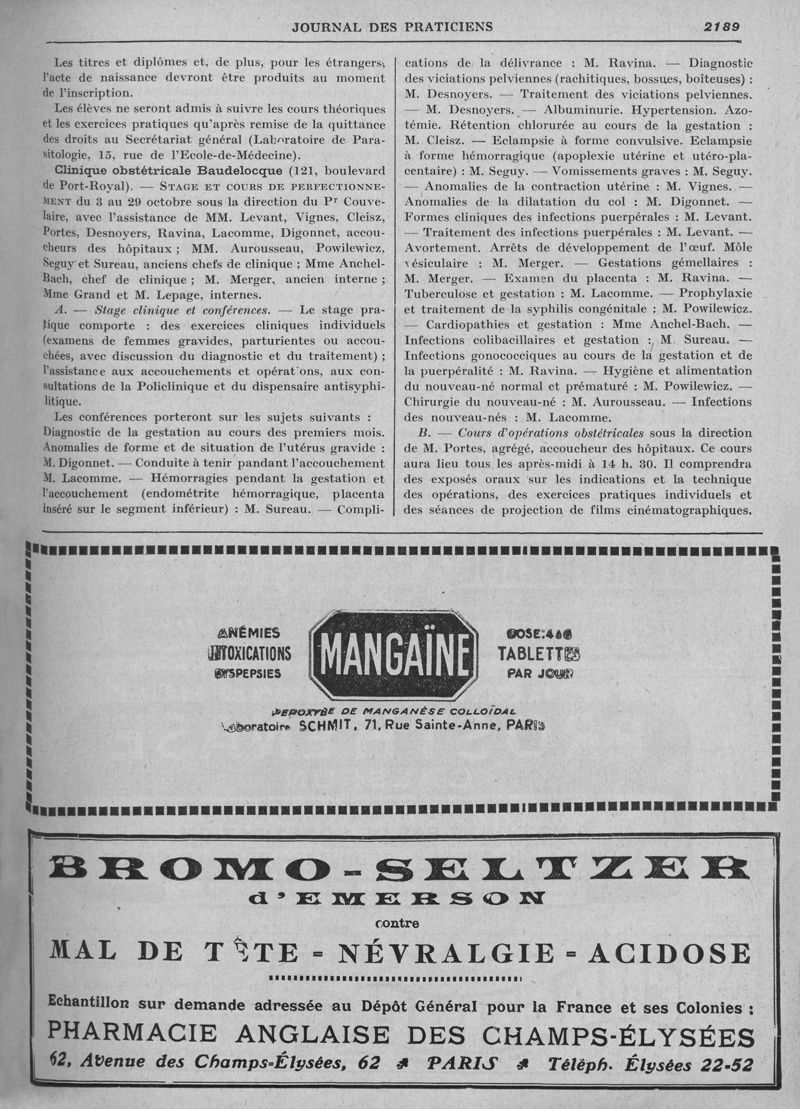 JOURNAL DES PRATICIENS
2189
Les titres et diplômes et, de plus, pour les étrangers,
l'acte de naissance devront être produits au moment
de l'inscription.
Les élèves ne seront admis à suivre les cours théoriques
et les exercices pratiques qu'après remise de la quittance
des droits au Secrétariat général (Laboratoire de Para-
sitologie, 15, rue de l'Ecole-de-Médecine).
Clinique obstétricale Baudelocque (121, boulevard
de Port-Royal). — STAGE ET COURS DE PERFECTIONNE-
MENT du 3 au 29 octobre sous la direction du Pr Couve-
laire, avec l'assistance de MM. Levant, Vignes, Cleisz,
Portes, Desnoyers, Ravina, Lacomme, Digonnet, accou-
cheurs des hôpitaux ; MM. Aurousseau, Powilewicz,
Seguy et Sureau, anciens chefs de clinique ; Mme Anchel-
Bach, chef de clinique ; M. Merger, ancien interne ;
Mme Grand et M. Lepage, internes.
A. — Stage clinique et conférences. — Le stage pra-
tique comporte : des exercices cliniques individuels
(examens de femmes gravides, parturientes ou accou-
chées, avec discussion du diagnostic et du traitement) ;
l'assistance aux accouchements et opérations, aux con-
sultations de la Policlinique et du dispensaire antisyphi-
litique.
Les conférences porteront sur les sujets suivants :
Diagnostic de la gestation au cours des premiers mois.
Anomalies de forme et de situation de l'utérus gravide :
M. Digonnet. — Conduite à tenir pandant l'accouchement
M. Lacomme. — Hémorragies pendant la gestation et
l'accouchement (endométrite hémorragique, placenta
inséré sur le segment inférieur) : M. Sureau. — Compli-
cations de la délivrance : M. Ravina. — Diagnostic
des viciations pelviennes (rachitiques, bossues, boîteuses) :
M. Desnoyers. — Traitement des viciations pelviennes.
— M. Desnoyers. — Albuminurie. Hypertension. Azo-
témie. Rétention chlorurée au cours de la gestation :
M. Cleisz. — Eclampsie à forme convulsive. Eclampsie
à forme hémorragique (apoplexie utérine et utéro-pla-
centaire) : M. Seguy. — Vomissements graves : M. Seguy.
— Anomalies de la contraction utérine : M. Vignes. —
Anomalies de la dilatation du col : M. Digonnet. —
Formes cliniques des infections puerpérales : M. Levant.
— Traitement des infections puerpérales : M. Levant. —
Avortement. Arrêts de développement de l'œuf. Môle
vésiculaire : M. Merger. — Gestations gémellaires :
M. Merger. — Examen du placenta : M. Ravina. —
Tuberculose et gestation : M. Lacomme. — Prophylaxie
et traitement de la syphilis congénitale : M. Powilewicz.
— Cardiopathies et gestation : Mme Anchel-Bach. —
Infections colibacillaires et gestation : M. Sureau. —
Infections gonococciques au cours de la gestation et de
la puerpéralité : M. Ravina. — Hygiène et alimentation
du nouveau-né normal et prématuré : M. Powilewicz. —
Chirurgie du nouveau-né : M. Aurousseau. — Infections
des nouveau-nés : M. Lacomme.
B. — Cours d'opérations obstétricales sous la direction
de M. Portes, agrégé, accoucheur des hôpitaux. Ce cours
aura lieu tous les après-midi à 14 h. 30. Il comprendra
des exposés oraux sur les indications et la technique
des opérations, des exercices pratiques individuels et
des séances de projection de films cinématographiques.
ANÉMIES
INTOXICATIONS
DYSPEPSIES
MANGAÏNE
DOSE: 4 à 6
TABLETTES
PAR JOUR
PEROXYDE DE MANGANÈSE COLLOÏDAL
Laboratoire SCHMIT, 71, Rue Sainte-Anne, PARIS
BROMO-SELTZER
d'EMERSON
contre
MAL DE TÊTE - NÉVRALGIE - ACIDOSE
Echantillon sur demande adressée au Dépôt Général pour la France et ses Colonies :
PHARMACIE ANGLAISE DES CHAMPS-ÉLYSÉES
62, Avenue des Champs-Élysées, 62 PARIS Téléph. Élysées 22-52